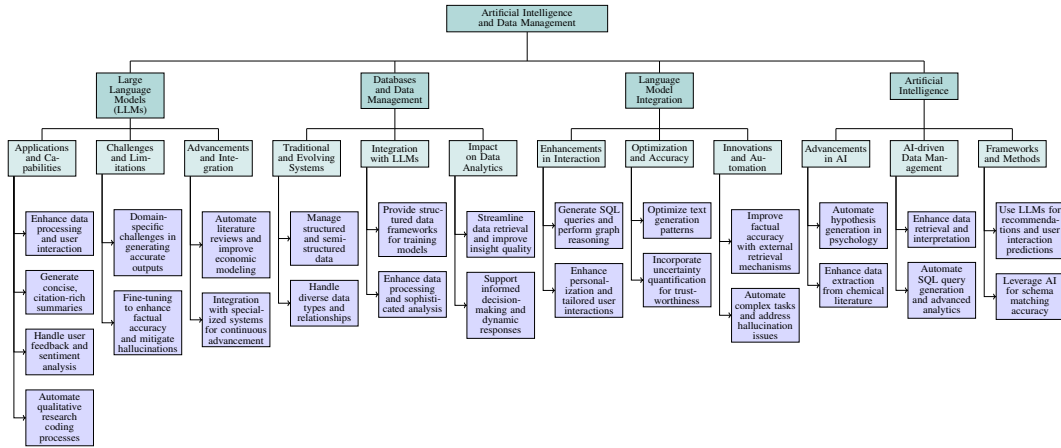 Artificial Intelligence
and Data Management
Large
Language
Models
(LLMs)
Databases
and Data
Management
Language
Model
Integration
Artificial
Intelligence
Applications
and Ca-
pabilities
Challenges
and Lim-
itations
Advancements
and Inte-
gration
Traditional
and Evolving
Systems
Integration
with LLMs
Impact
on Data
Analytics
Enhancements
in Interaction
Optimization
and Accuracy
Innovations
and Au-
tomation
Advancements
in AI
AI-driven
Data Man-
agement
Frameworks
and Methods
Enhance data
processing
and user
interaction
Generate
concise,
citation-rich
summaries
Handle user
feedback and
sentiment
analysis
Automate
qualitative
research
coding
processes
Domain-
specific
challenges in
generating
accurate
outputs
Fine-tuning
to enhance
factual
accuracy
and mitigate
hallucinations
Automate
literature
reviews and
improve
economic
modeling
Integration
with special-
ized systems
for continuous
advancement
Manage
structured
and semi-
structured
data
Handle
diverse data
types and
relationships
Provide struc-
tured data
frameworks
for training
models
Enhance data
processing
and sophisti-
cated analysis
Streamline
data retrieval
and improve
insight quality
Support
informed
decision-
making and
dynamic
responses
Generate SQL
queries and
perform graph
reasoning
Enhance
personal-
ization and
tailored user
interactions
Optimize text
generation
patterns
Incorporate
uncertainty
quantification
for trust-
worthiness
Improve
factual
accuracy with
external
retrieval
mechanisms
Automate
complex tasks
and address
hallucination
issues
Automate
hypothesis
generation in
psychology
Enhance data
extraction
from chemical
literature
Enhance data
retrieval and
interpretation
Automate
SQL query
generation
and advanced
analytics
Use LLMs for
recommenda-
tions and user
interaction
predictions
Leverage AI
for schema
matching
accuracy